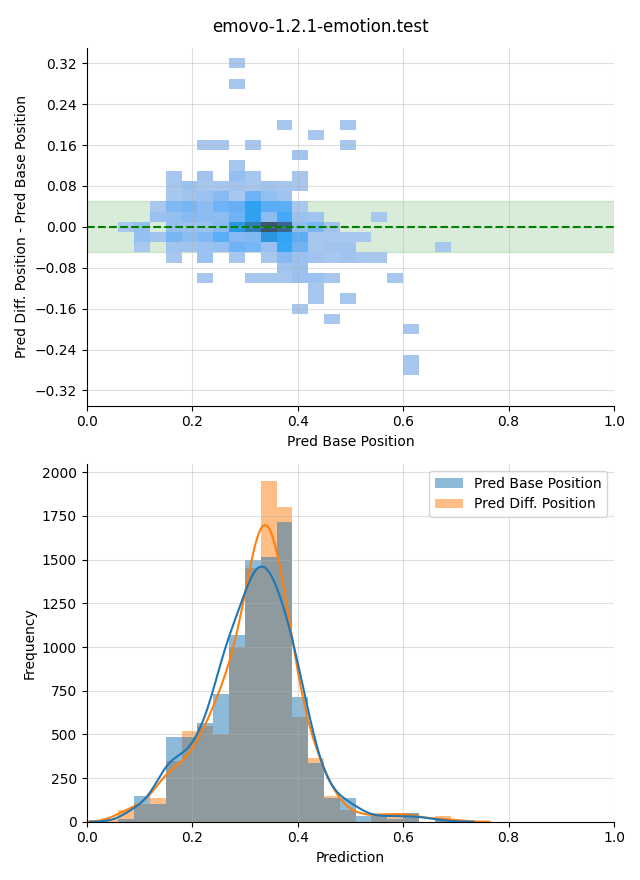 emovo-1.2.1-emotion.test
0.32
0.24
0.16
0.08
0.00
−0.08
−0.16
−0.24
−0.32
Pred Diff. Position - Pred Base Position
0.0 0.2 0.4 0.6 0.8 1.0
Pred Base Position
2000
1750
1500
1250
1000
750
500
250
0
Frequency
Pred Base Position
Pred Diff. Position
0.0 0.2 0.4 0.6 0.8 1.0
Prediction